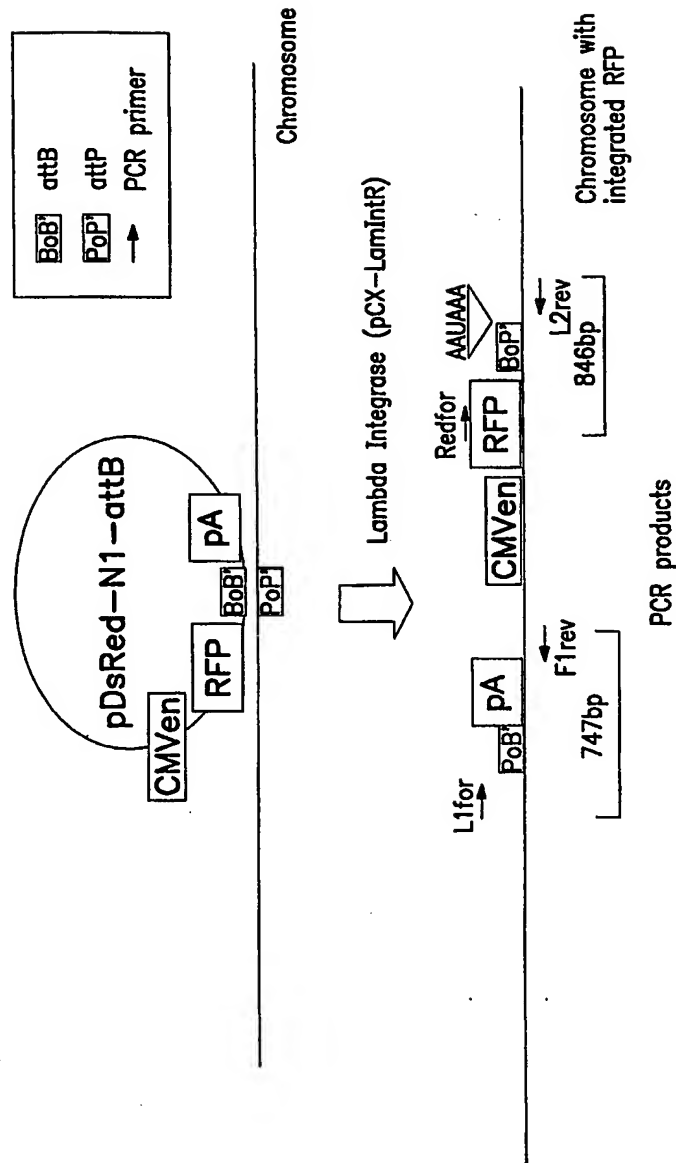 BoB' attB
PoP' attP
→ PCR primer
pDsRed-N1-attB
CMVen
RFP
pA
BoB'
PoP'
Chromosome
Lambda Integrase (pCX-LamIntR)
L1for
PoB'
pA
F1rev
747bp
CMVen
Redfor
RFP
BoP'
AAUAAA
L2rev
846bp
PCR products
Chromosome with
integrated RFP